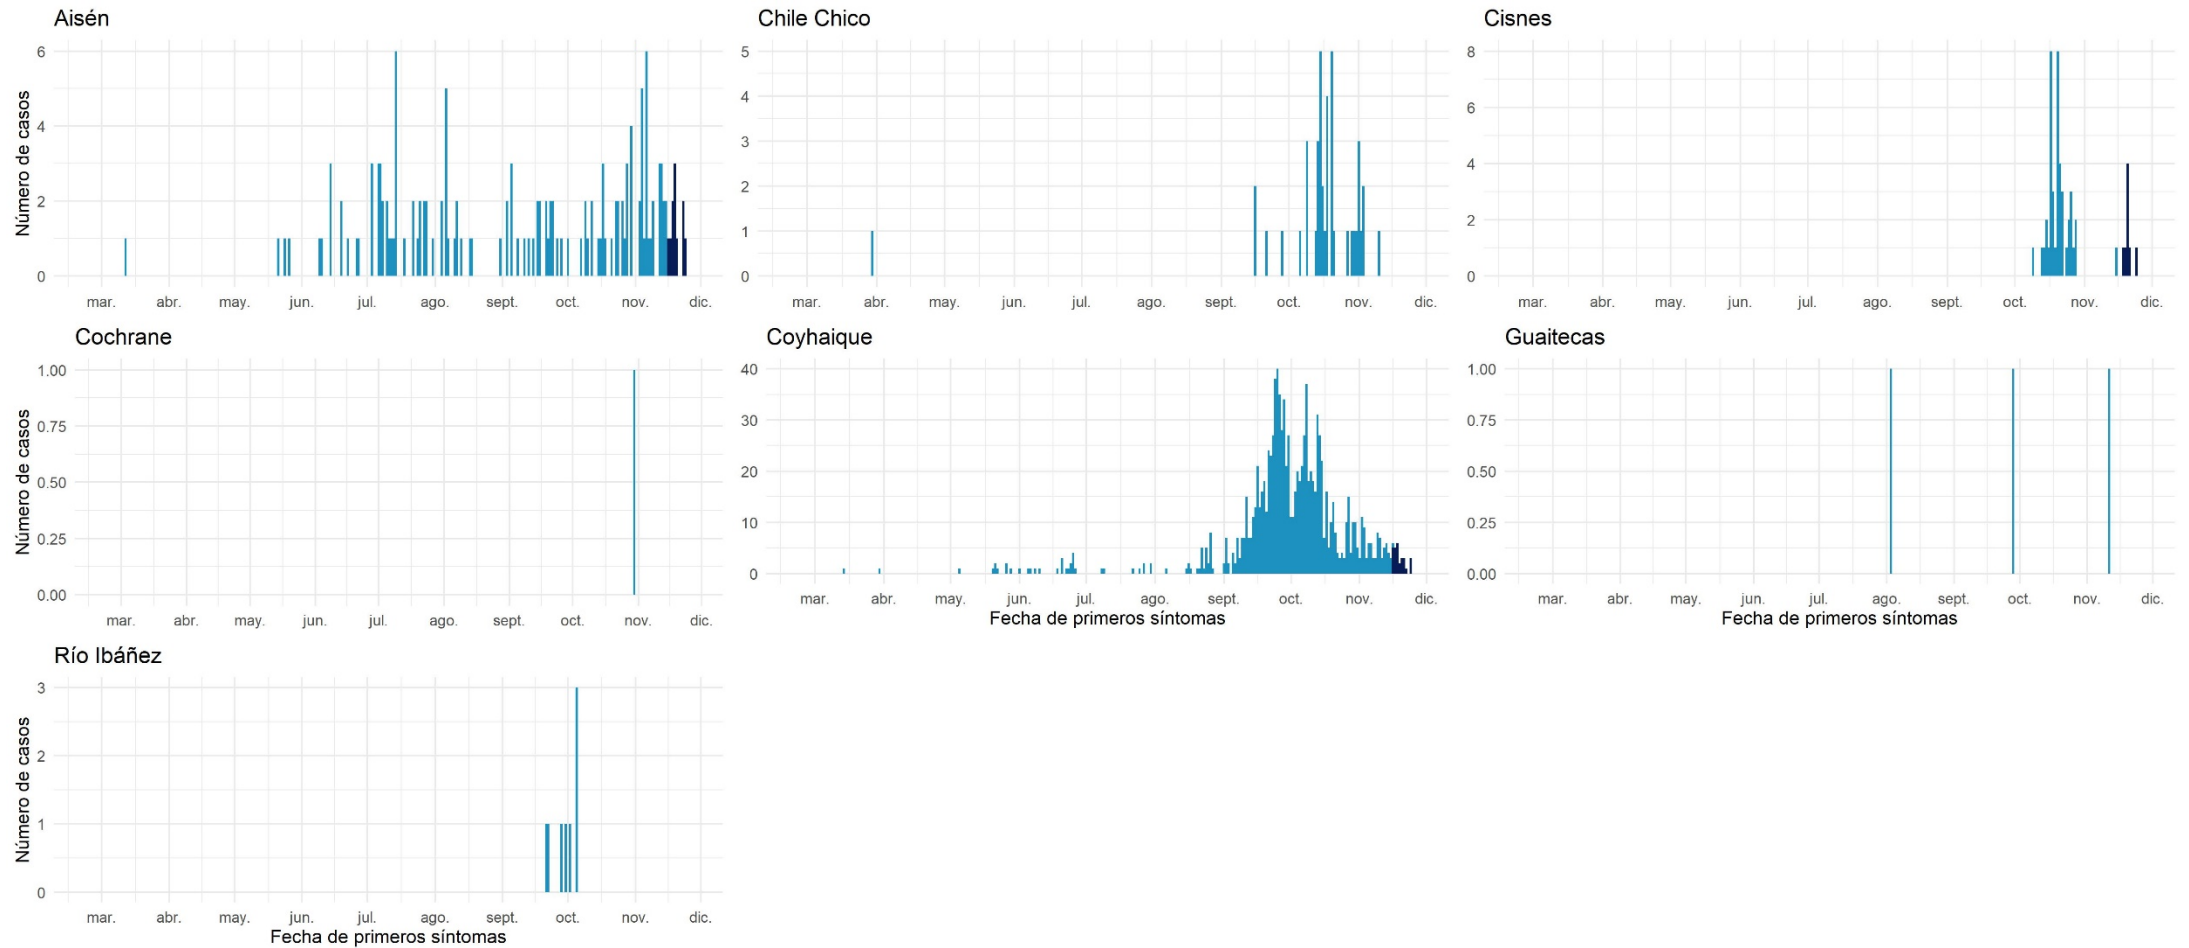 Aisén
Número de casos
6
4
2
0
mar. abr. may. jun. jul. ago. sept. oct. nov. dic.
Chile Chico
5
4
3
2
1
0
mar. abr. may. jun. jul. ago. sept. oct. nov. dic.
Cisnes
8
6
4
2
0
mar. abr. may. jun. jul. ago. sept. oct. nov. dic.
Cochrane
Número de casos
1.00
0.75
0.50
0.25
0.00
mar. abr. may. jun. jul. ago. sept. oct. nov. dic.
Coyhaique
40
30
20
10
0
mar. abr. may. jun. jul. ago. sept. oct. nov. dic.
Fecha de primeros síntomas
Guaitecas
1.00
0.75
0.50
0.25
0.00
mar. abr. may. jun. jul. ago. sept. oct. nov. dic.
Fecha de primeros síntomas
Río Ibáñez
Número de casos
3
2
1
0
mar. abr. may. jun. jul. ago. sept. oct. nov. dic.
Fecha de primeros síntomas